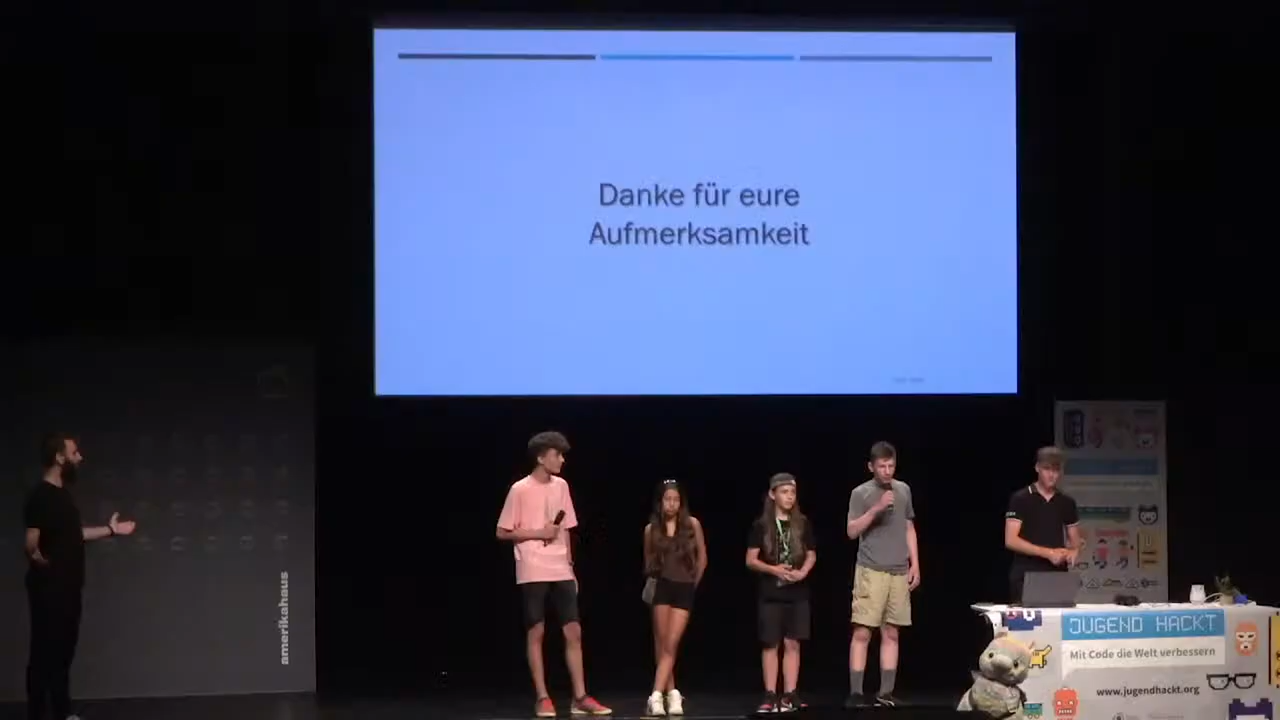 Danke für eure
Aufmerksamkeit
amerikahaus
JUGEND HACKT
Mit Code die Welt verbessern
www.jugendhackt.org